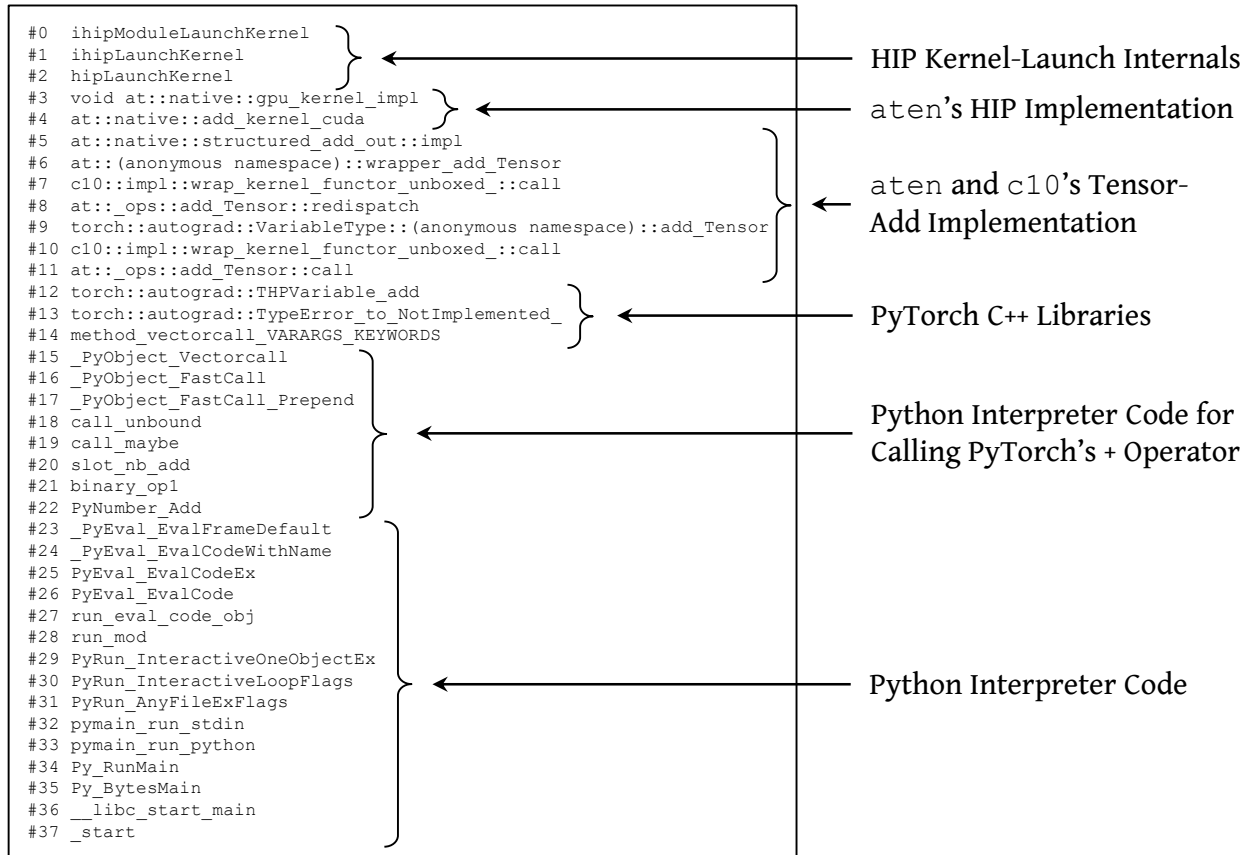 #0 ihipModuleLaunchKernel
#1 ihipLaunchKernel
#2 hipLaunchKernel
#3 void at::native::gpu_kernel_impl
#4 at::native::add_kernel_cuda
#5 at::native::structured_add_out::impl
#6 at::(anonymous namespace)::wrapper_add_Tensor
#7 c10::impl::wrap_kernel_functor_unboxed_::call
#8 at::_ops::add_Tensor::redispatch
#9 torch::autograd::VariableType::(anonymous namespace)::add_Tensor
#10 c10::impl::wrap_kernel_functor_unboxed_::call
#11 at::_ops::add_Tensor::call
#12 torch::autograd::THPVariable_add
#13 torch::autograd::TypeError_to_NotImplemented_
#14 method_vectorcall_VARARGS_KEYWORDS
#15 _PyObject_Vectorcall
#16 _PyObject_FastCall
#17 _PyObject_FastCall_Prepend
#18 call_unbound
#19 call_maybe
#20 slot_nb_add
#21 binary_op1
#22 PyNumber_Add
#23 _PyEval_EvalFrameDefault
#24 _PyEval_EvalCodeWithName
#25 PyEval_EvalCodeEx
#26 PyEval_EvalCode
#27 run_eval_code_obj
#28 run_mod
#29 PyRun_InteractiveOneObjectEx
#30 PyRun_InteractiveLoopFlags
#31 PyRun_AnyFileExFlags
#32 pymain_run_stdin
#33 pymain_run_python
#34 Py_RunMain
#35 Py_BytesMain
#36 __libc_start_main
#37 _start
HIP Kernel-Launch Internals
aten's HIP Implementation
aten and c10's Tensor-
Add Implementation
PyTorch C++ Libraries
Python Interpreter Code for
Calling PyTorch's + Operator
Python Interpreter Code